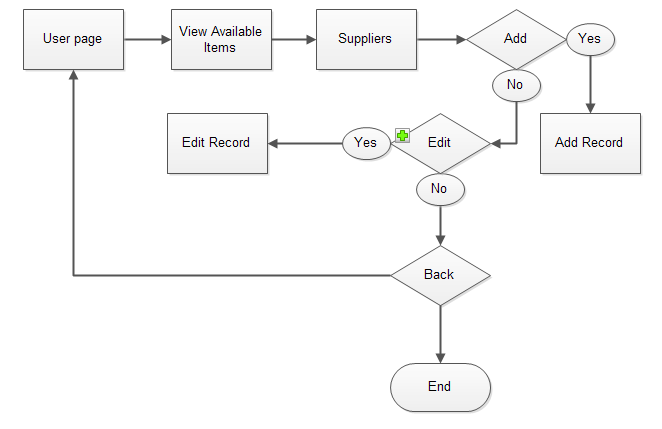 User page
View Available
Items
Suppliers
Add
Yes
No
Edit Record
Yes
Edit
Add Record
No
Back
End